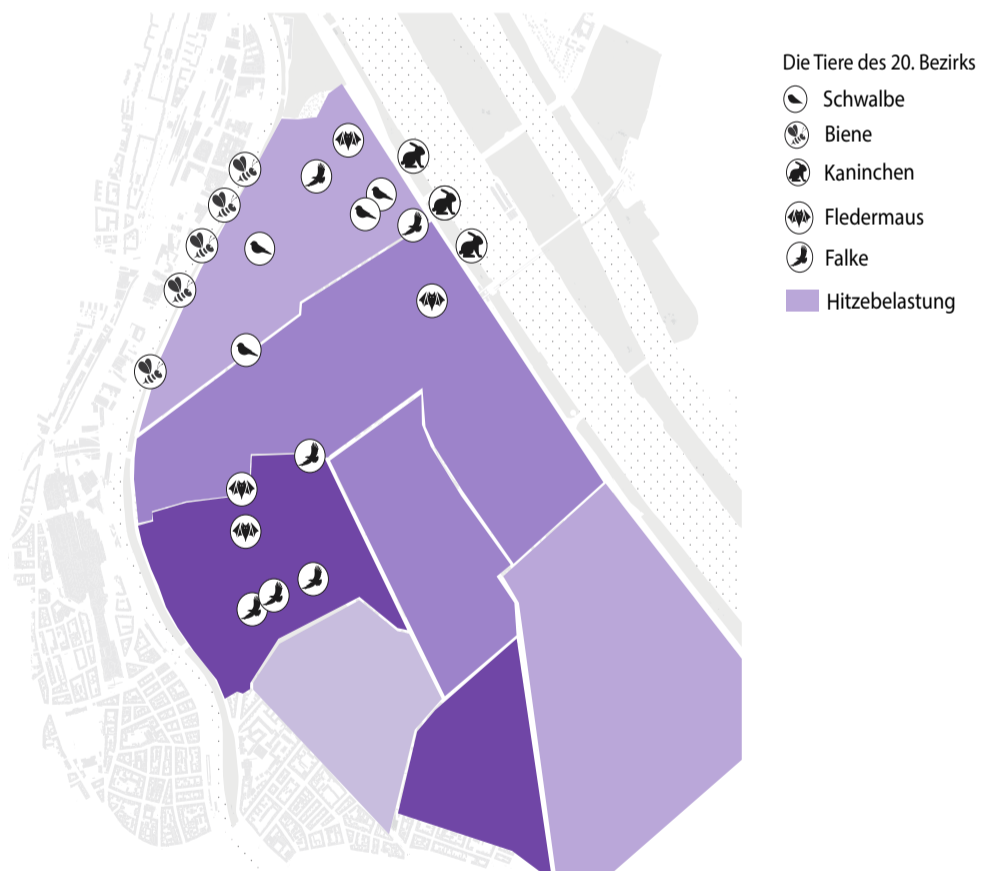 Die Tiere des 20. Bezirks
Schwalbe
Biene
Kaninchen
Fledermaus
Falke
Hitzebelastung